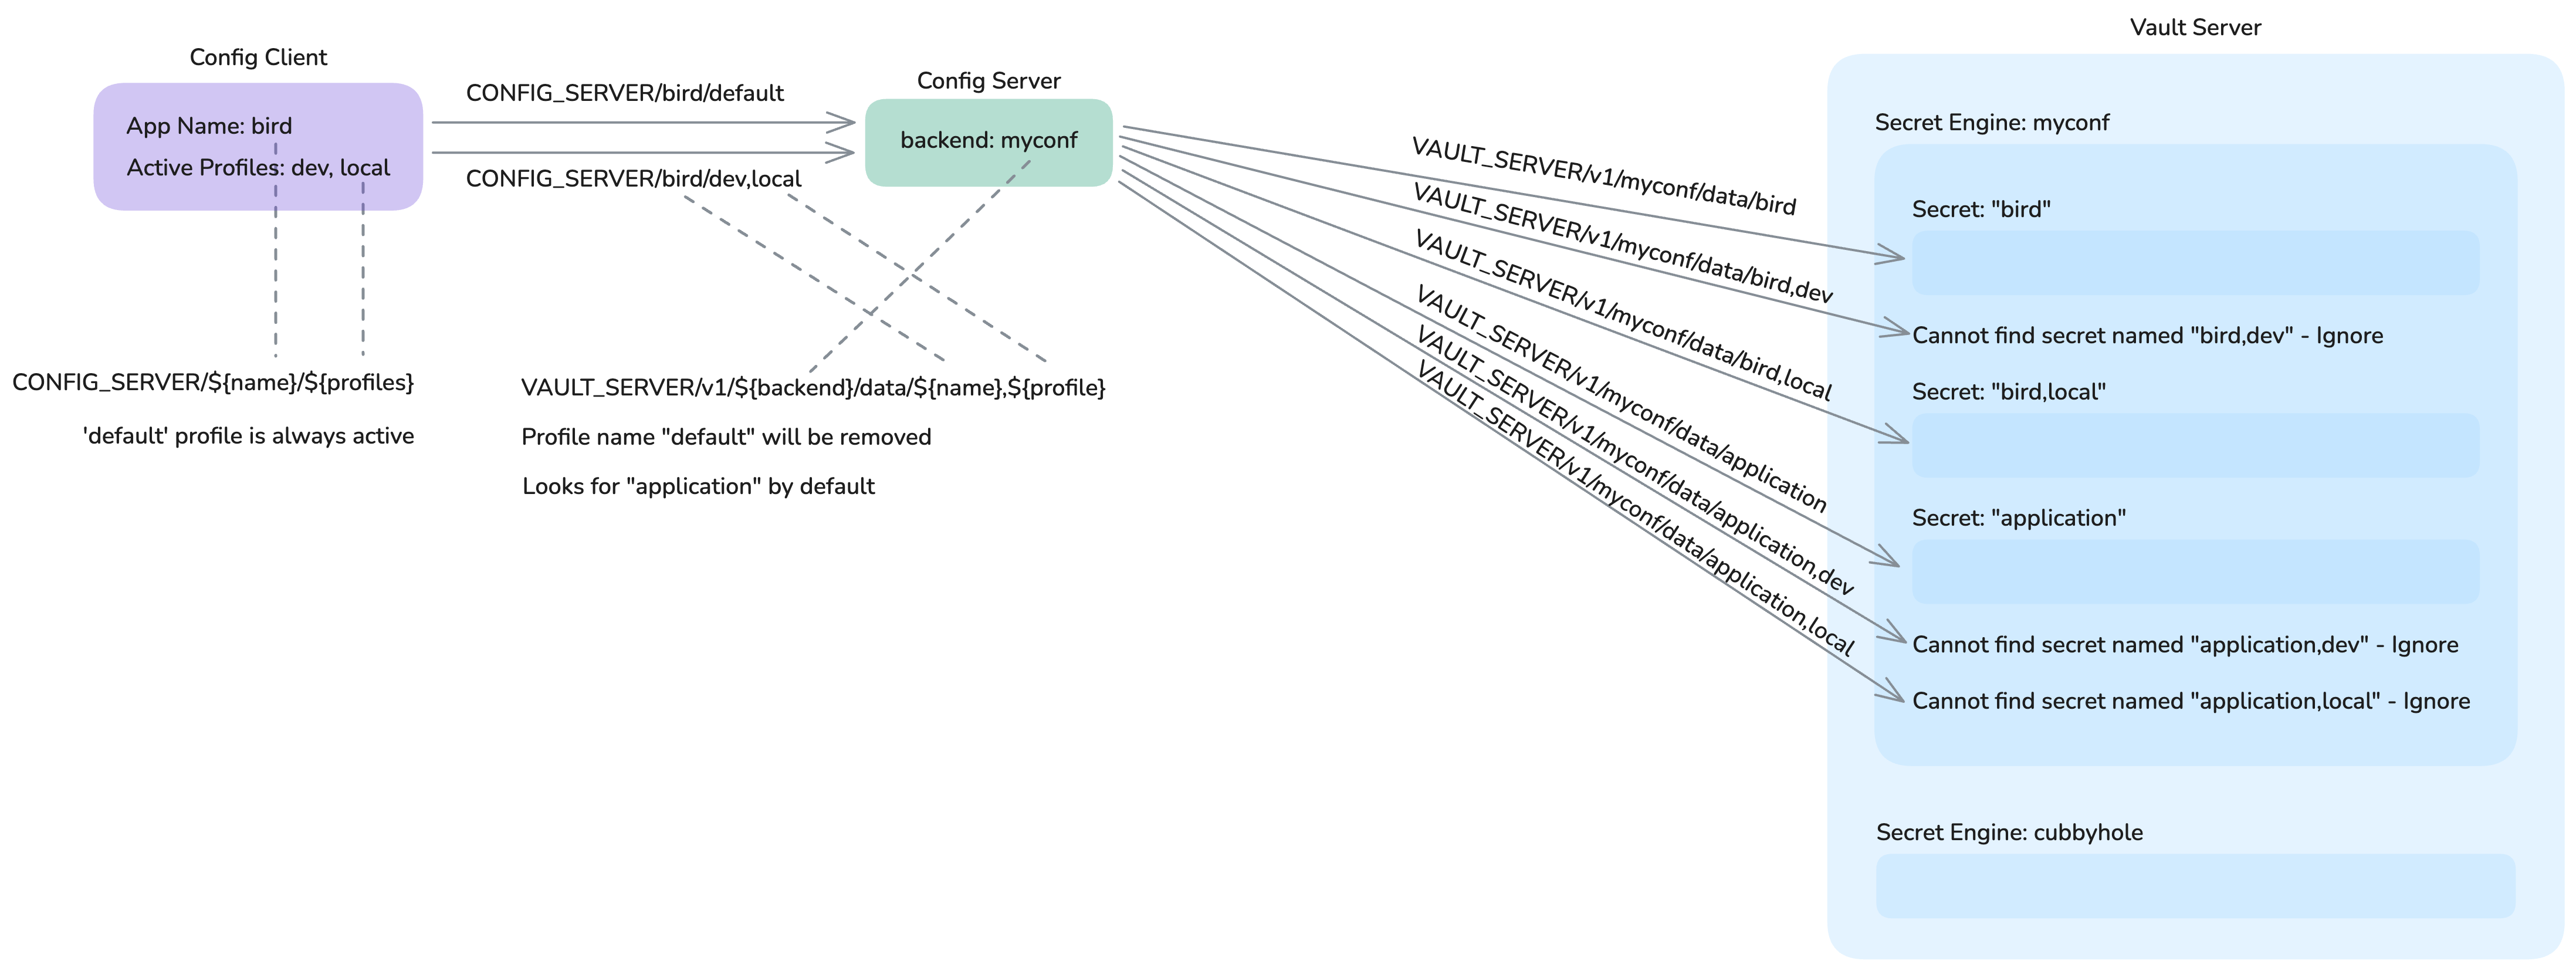 Config Client
App Name: bird
Active Profiles: dev, local
CONFIG_SERVER/${name}/${profiles}
'default' profile is always active
CONFIG_SERVER/bird/default
CONFIG_SERVER/bird/dev,local
Config Server
backend: myconf
VAULT_SERVER/v1/${backend}/data/${name},${profile}
Profile name "default" will be removed
Looks for "application" by default
VAULT_SERVER/v1/myconf/data/bird
VAULT_SERVER/v1/myconf/data/bird,dev
VAULT_SERVER/v1/myconf/data/bird,local
VAULT_SERVER/v1/myconf/data/application
VAULT_SERVER/v1/myconf/data/application,dev
VAULT_SERVER/v1/myconf/data/application,local
Vault Server
Secret Engine: myconf
Secret: "bird"
Cannot find secret named "bird,dev" - Ignore
Secret: "bird,local"
Secret: "application"
Cannot find secret named "application,dev" - Ignore
Cannot find secret named "application,local" - Ignore
Secret Engine: cubbyhole